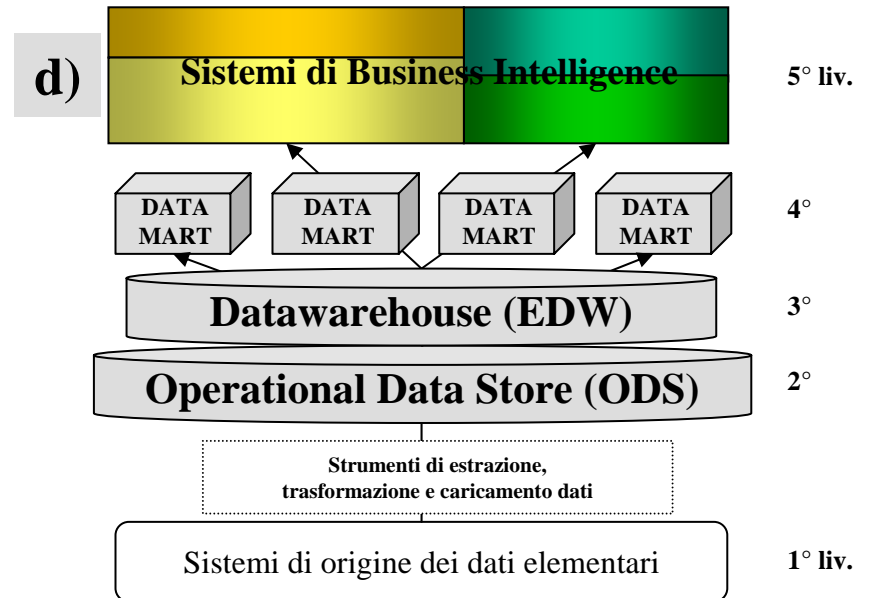 d)
Sistemi di Business Intelligence
5° liv.
DATA
MART
DATA
MART
DATA
MART
DATA
MART
4°
Datawarehouse (EDW)
3°
Operational Data Store (ODS)
2°
Strumenti di estrazione,
trasformazione e caricamento dati
Sistemi di origine dei dati elementari
1° liv.